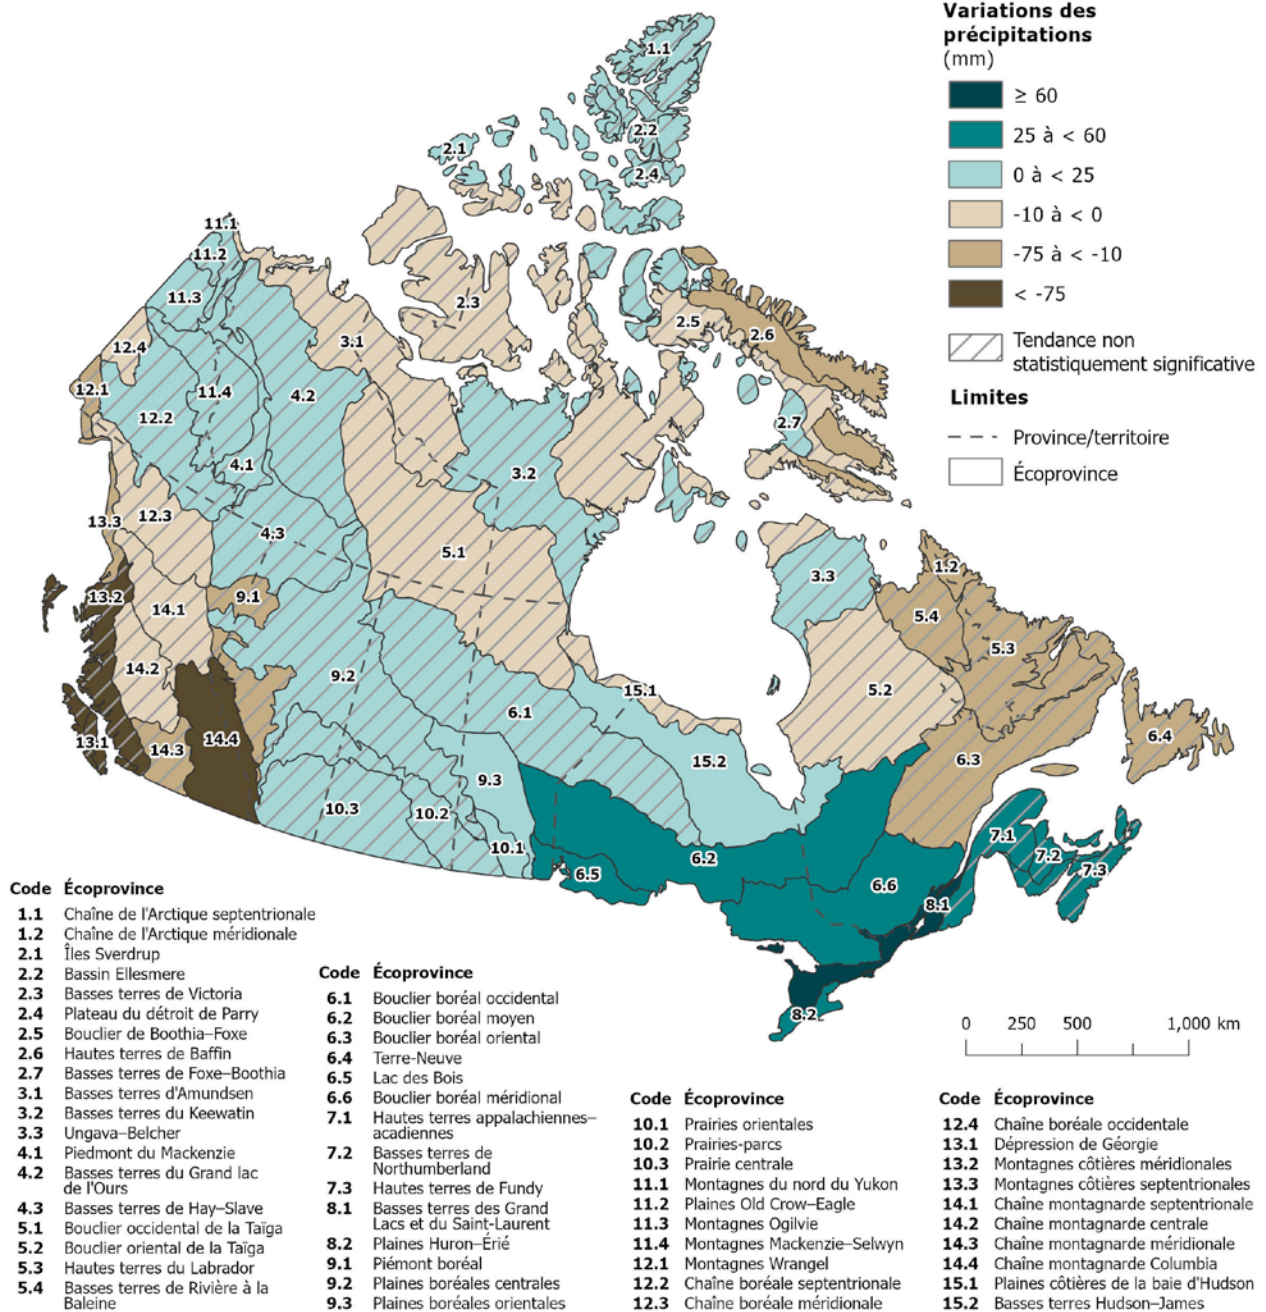 Variations des
précipitations
(mm)
≥ 60
25 à < 60
0 à < 25
-10 à < 0
-75 à < -10
< -75
Tendance non
statistiquement significative
Limites
Province/territoire
Écoprovince
1.1
2.2
2.1
2.4
11.1
11.2
11.3
2.3
2.5
2.6
3.1
12.4
12.1
11.4
4.2
12.2
2.7
4.1
3.2
13.3
12.3
4.3
5.1
1.2
3.3
9.1
13.2
14.1
5.4
5.3
14.2
9.2
15.1
5.2
6.1
13.1
14.3
14.4
6.4
15.2
6.3
9.3
10.3
10.2
10.1
7.1
7.2
7.3
6.2
6.5
6.6
8.1
8.2
0 250 500 1,000 km
Code Écoprovince
1.1 Chaîne de l'Arctique septentrionale
1.2 Chaîne de l'Arctique méridionale
2.1 Îles Sverdrup
2.2 Bassin Ellesmere
2.3 Basses terres de Victoria
2.4 Plateau du détroit de Parry
2.5 Bouclier de Boothia–Foxe
2.6 Hautes terres de Baffin
2.7 Basses terres de Foxe–Boothia
3.1 Basses terres d'Amundsen
3.2 Basses terres du Keewatin
3.3 Ungava–Belcher
4.1 Piedmont du Mackenzie
4.2 Basses terres du Grand lac
de l'Ours
4.3 Basses terres de Hay–Slave
5.1 Bouclier occidental de la Taïga
5.2 Bouclier oriental de la Taïga
5.3 Hautes terres du Labrador
5.4 Basses terres de Rivière à la
Baleine
Code Écoprovince
6.1 Bouclier boréal occidental
6.2 Bouclier boréal moyen
6.3 Bouclier boréal oriental
6.4 Terre-Neuve
6.5 Lac des Bois
6.6 Bouclier boréal méridional
7.1 Hautes terres appalachiennes–
acadiennes
7.2 Basses terres de
Northumberland
7.3 Hautes terres de Fundy
8.1 Basses terres des Grand
Lacs et du Saint-Laurent
8.2 Plaines Huron–Érié
9.1 Piémont boréal
9.2 Plaines boréales centrales
9.3 Plaines boréales orientales
Code Écoprovince
10.1 Prairies orientales
10.2 Prairies-parcs
10.3 Prairie centrale
11.1 Montagnes du nord du Yukon
11.2 Plaines Old Crow–Eagle
11.3 Montagnes Ogilvie
11.4 Montagnes Mackenzie–Selwyn
12.1 Montagnes Wrangel
12.2 Chaîne boréale septentrionale
12.3 Chaîne boréale méridionale
Code Écoprovince
12.4 Chaîne boréale occidentale
13.1 Dépression de Géorgie
13.2 Montagnes côtières méridionales
13.3 Montagnes côtières septentrionales
14.1 Chaîne montagnarde septentrionale
14.2 Chaîne montagnarde centrale
14.3 Chaîne montagnarde méridionale
14.4 Chaîne montagnarde Columbia
15.1 Plaines côtières de la baie d'Hudson
15.2 Basses terres Hudson–James